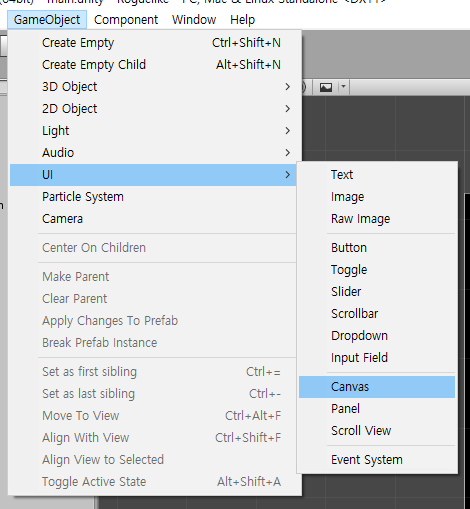 main.unity - Roguelike - PC, Mac & Linux Standalone <DX11>
GameObject Component Window Help
Create Empty Ctrl+Shift+N
Create Empty Child Alt+Shift+N
3D Object
2D Object
Light
Audio
UI
Particle System
Camera
Center On Children
Make Parent
Clear Parent
Apply Changes To Prefab
Break Prefab Instance
Set as first sibling Ctrl+=
Set as last sibling Ctrl+-
Move To View Ctrl+Alt+F
Align With View Ctrl+Shift+F
Align View to Selected
Toggle Active State Alt+Shift+A
Text
Image
Raw Image
Button
Toggle
Slider
Scrollbar
Dropdown
Input Field
Canvas
Panel
Scroll View
Event System